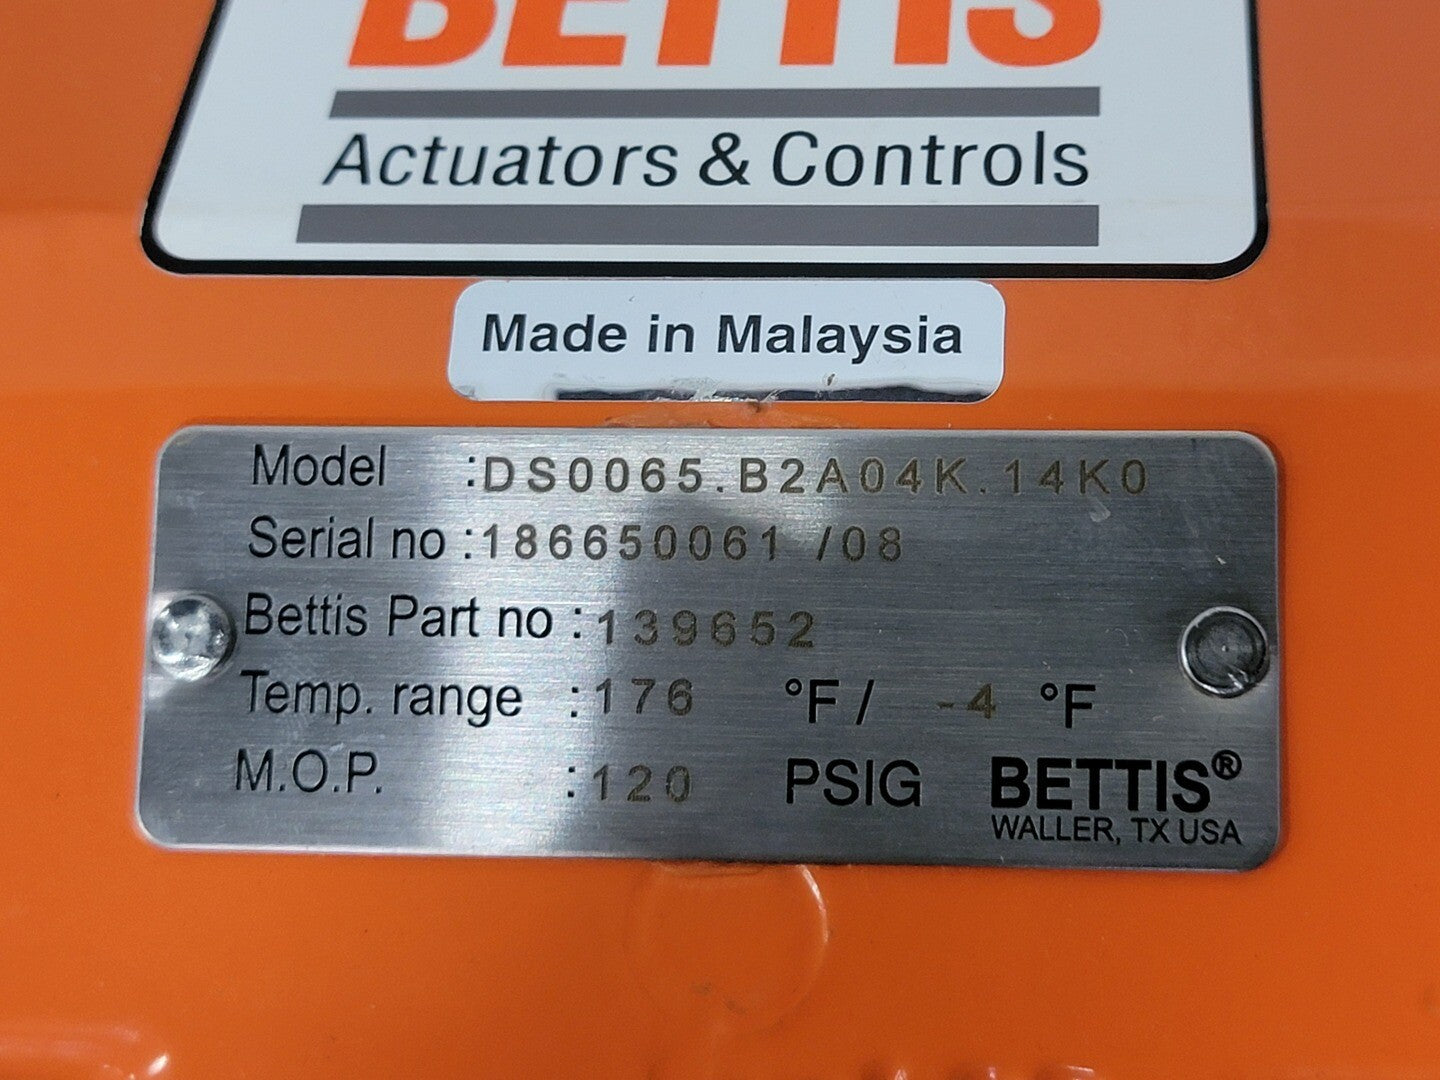 BETTIS
Actuators & Controls
Made in Malaysia
Model :DS0065.B2A04K.14K0
Serial no :186650061 /08
Bettis Part no :139652
Temp. range :176 °F / -4 °F
M.O.P. :120 PSIG BETTIS®
WALLER, TX USA